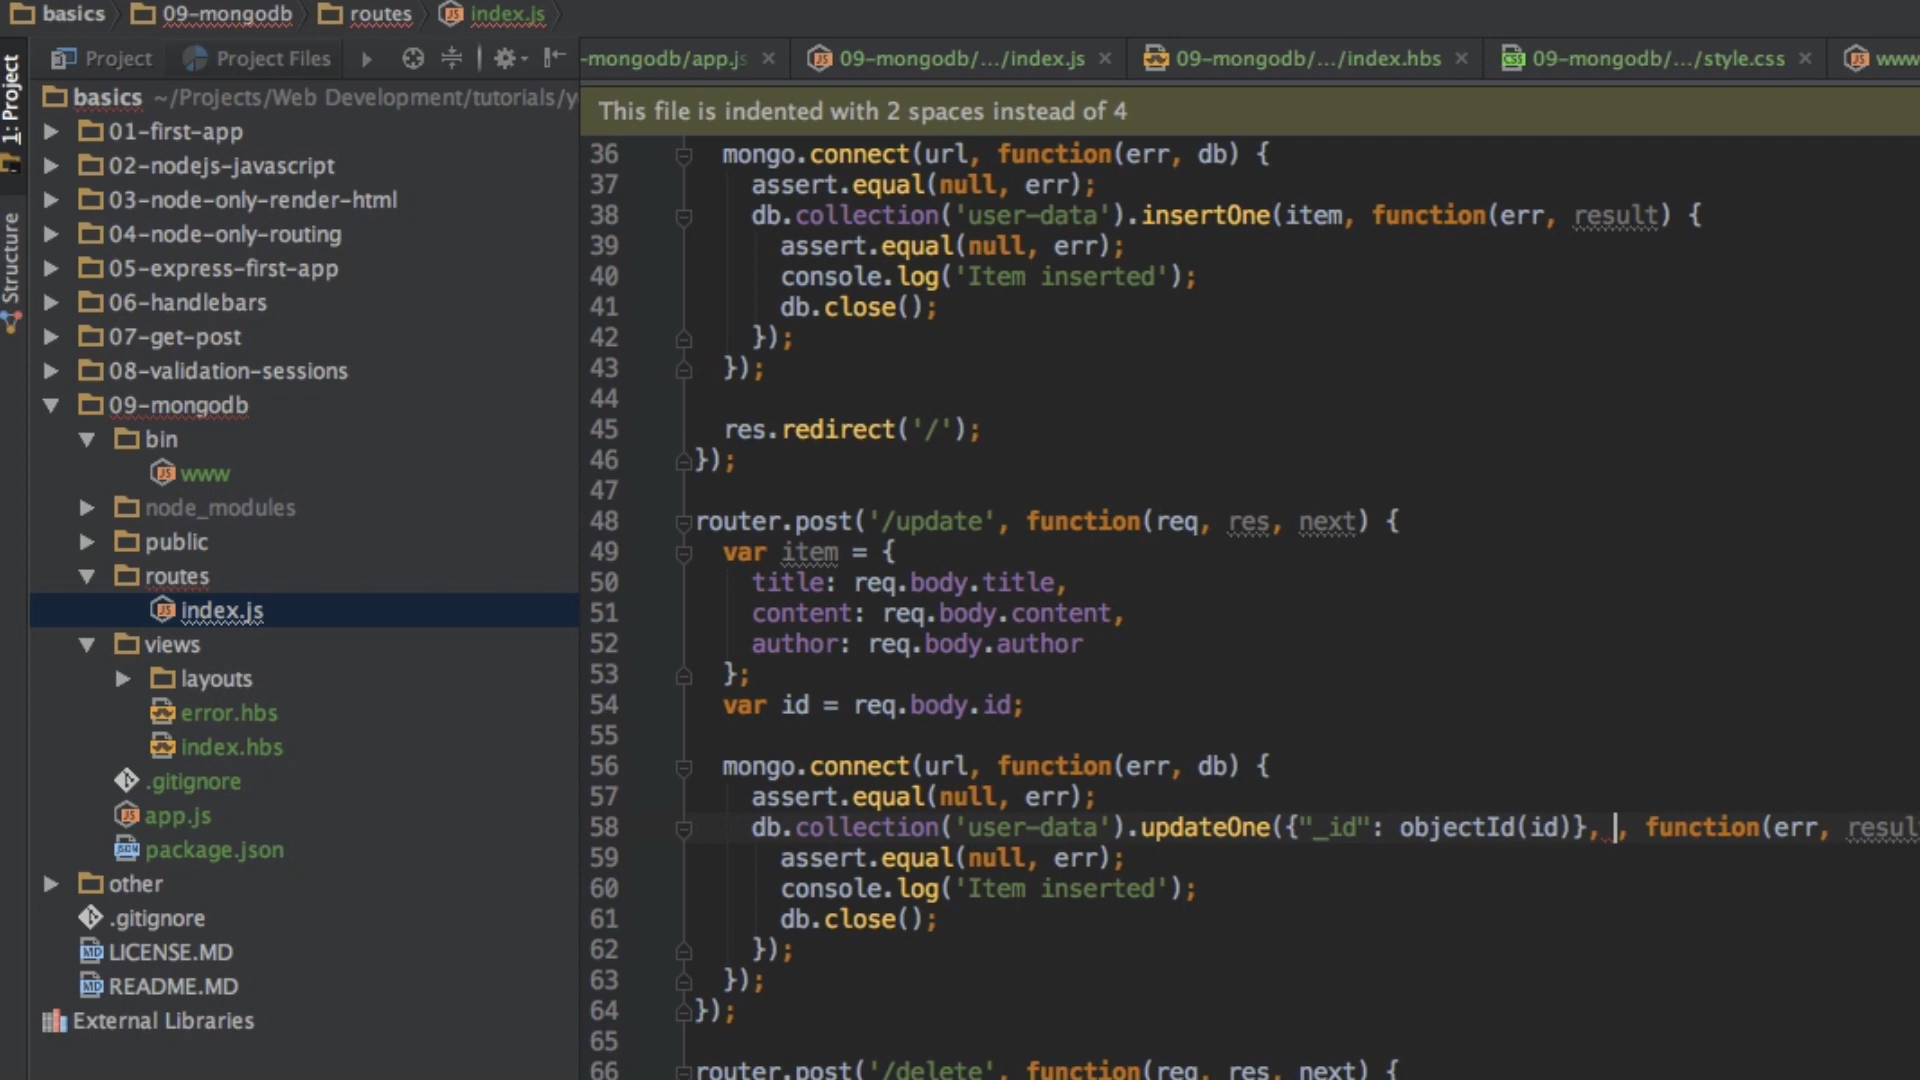 basics 09-mongodb routes index.js
1: Project
Structure
Project Project Files
basics ~/Projects/Web Development/tutorials/y
01-first-app
02-nodejs-javascript
03-node-only-render-html
04-node-only-routing
05-express-first-app
06-handlebars
07-get-post
08-validation-sessions
09-mongodb
bin
www
node_modules
public
routes
index.js
views
layouts
error.hbs
index.hbs
.gitignore
app.js
package.json
other
.gitignore
LICENSE.MD
README.MD
External Libraries
-mongodb/app.js 09-mongodb/.../index.js 09-mongodb/.../index.hbs 09-mongodb/.../style.css www
This file is indented with 2 spaces instead of 4
36 mongo.connect(url, function(err, db) {
37 assert.equal(null, err);
38 db.collection('user-data').insertOne(item, function(err, result) {
39 assert.equal(null, err);
40 console.log('Item inserted');
41 db.close();
42 });
43 });
44
45 res.redirect('/');
46 });
47
48 router.post('/update', function(req, res, next) {
49 var item = {
50 title: req.body.title,
51 content: req.body.content,
52 author: req.body.author
53 };
54 var id = req.body.id;
55
56 mongo.connect(url, function(err, db) {
57 assert.equal(null, err);
58 db.collection('user-data').updateOne({"_id": objectId(id)}, , function(err, result
59 assert.equal(null, err);
60 console.log('Item inserted');
61 db.close();
62 });
63 });
64 });
65
66 router.post('/delete', function(req, res, next) {